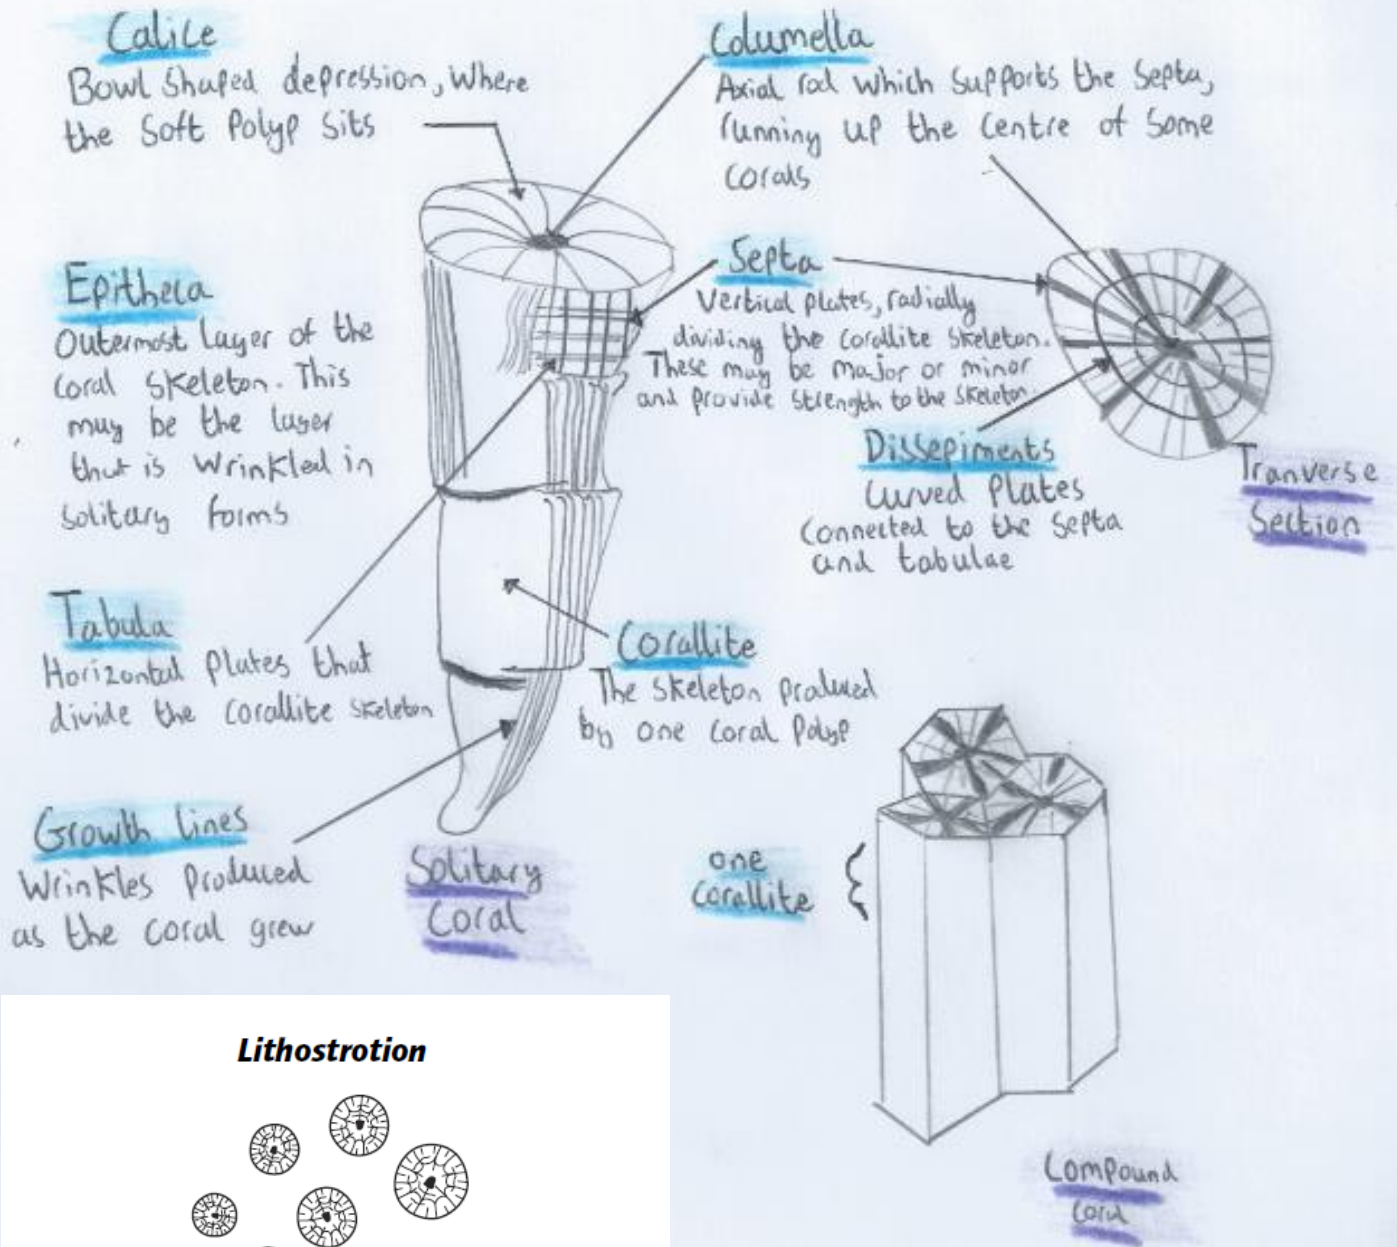 Calice
Bowl Shaped depression, where
the Soft Polyp Sits
Columella
Axial rod which supports the Septa,
running up the Centre of Some
Corals
Epitheca
Outermost Layer of the
Coral Skeleton. This
may be the layer
that is Wrinkled in
Solitary forms
Septa
Vertical plates, radially
dividing the Corallite Skeleton.
These may be major or minor
and Provide Strength to the Skeleton.
Dissepiments
Curved Plates
Connected to the Septa
and tabulae
Tranverse
Section
Tabula
Horizontal Plates that
divide the Corallite Skeleton
Corallite
The Skeleton Produced
by one Coral Polyp
Growth Lines
Wrinkles Produced
as the Coral grew
Solitary
Coral
one
Corallite
Compound
Coral
Lithostrotion